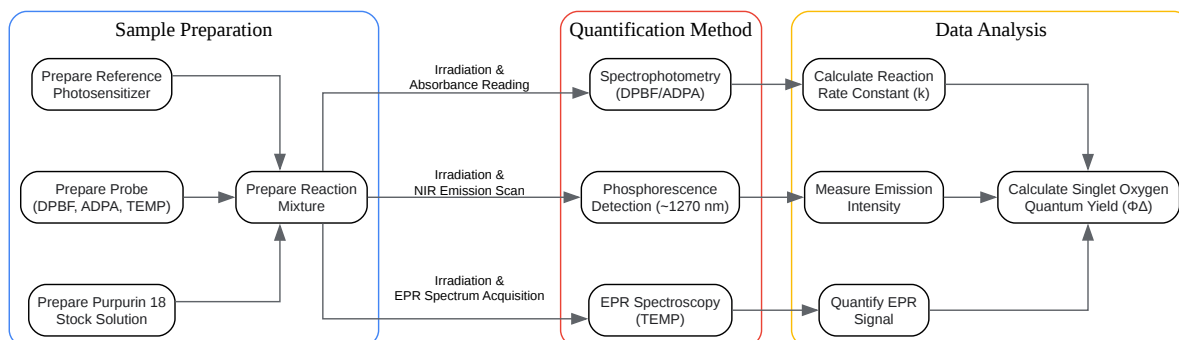 Sample Preparation
Quantification Method
Data Analysis
Prepare Reference
Photosensitizer
Irradiation &
Absorbance Reading
Spectrophotometry
(DPBF/ADPA)
Calculate Reaction
Rate Constant (k)
Prepare Probe
(DPBF, ADPA, TEMP)
Prepare Reaction
Mixture
Irradiation &
NIR Emission Scan
Phosphorescence
Detection (~1270 nm)
Measure Emission
Intensity
Calculate Singlet Oxygen
Quantum Yield (ΦΔ)
Prepare Purpurin 18
Stock Solution
Irradiation &
EPR Spectrum Acquisition
EPR Spectroscopy
(TEMP)
Quantify EPR
Signal